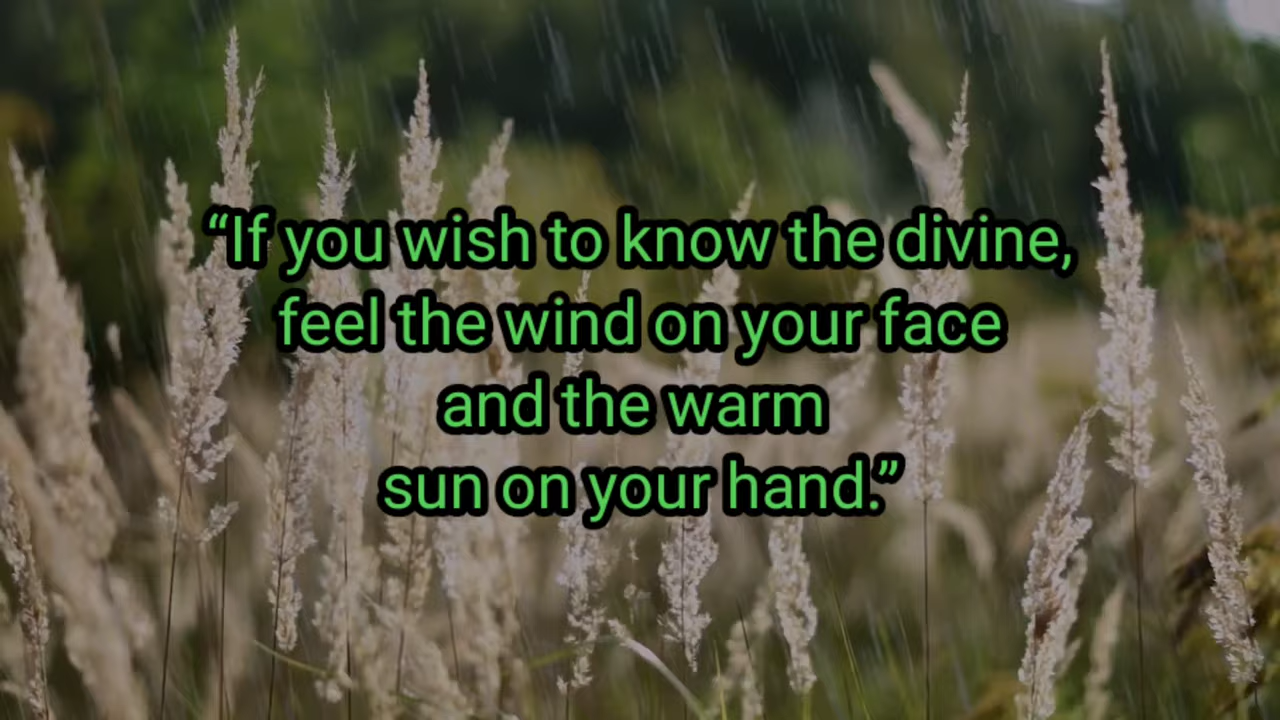 “If you wish to know the divine,
feel the wind on your face
and the warm
sun on your hand.”